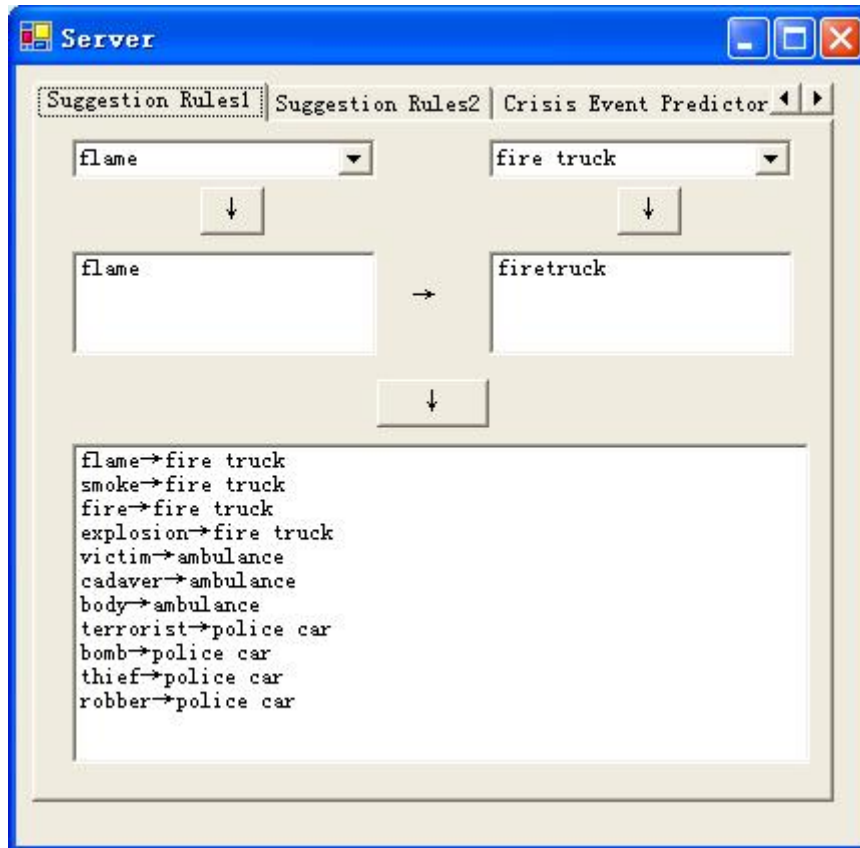 Server
Suggestion Rules1 Suggestion Rules2 Crisis Event Predictor
flame fire truck
↓ ↓
flame → firetruck
↓
flame→fire truck
smoke→fire truck
fire→fire truck
explosion→fire truck
victim→ambulance
cadaver→ambulance
body→ambulance
terrorist→police car
bomb→police car
thief→police car
robber→police car